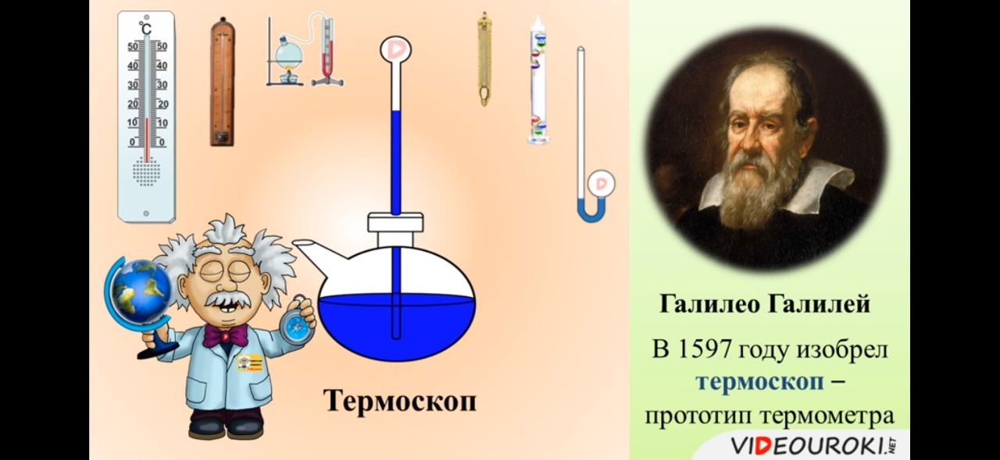 °C
50 50
40 40
30 30
20 20
10 10
0 0
Термоскоп
Галилео Галилей
В 1597 году изобрел
термоскоп –
прототип термометра
VIDEOUROKI.NET